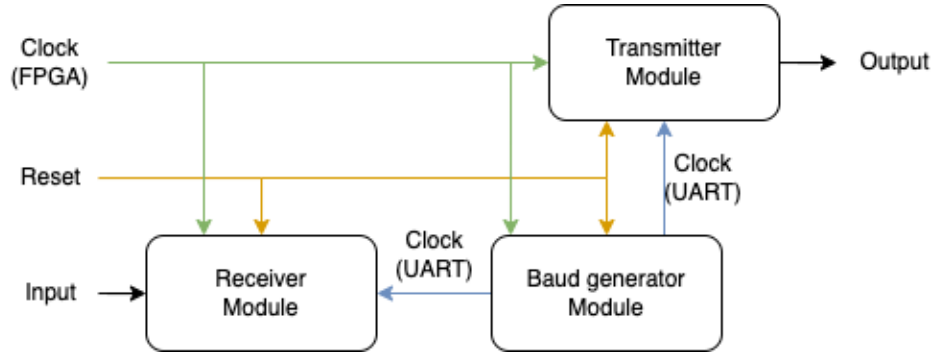 Clock
(FPGA)
Transmitter
Module
Output
Reset
Clock
(UART)
Clock
(UART)
Input
Receiver
Module
Baud generator
Module